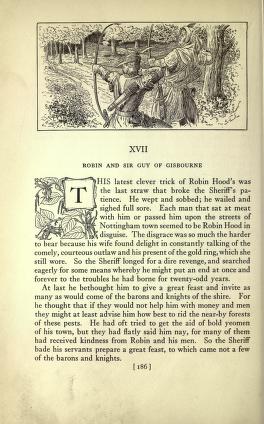 XVII
ROBIN AND SIR GUY OF GISBOURNE
THIS latest clever trick of Robin Hood's was
the last straw that broke the Sheriff's pa-
tience. He wept and sobbed; he wailed and
sighed full sore. Each man that sat at meat
with him or passed him upon the streets of
Nottingham town seemed to be Robin Hood in
disguise. The disgrace was so much the harder
to bear because his wife found delight in constantly talking of the
comely, courteous outlaw and his present of the gold ring, which she
still wore. So the Sheriff longed for a dire revenge, and searched
eagerly for some means whereby he might put an end at once and
forever to the troubles he had borne for twenty-odd years.
At last he bethought him to give a great feast and invite as
many as would come of the barons and knights of the shire. For
he thought that if they would not help him with money and men
they might at least advise him how best to rid the near-by forests
of these pests. He had oft tried to get the aid of bold yeomen
of his town, but they had flatly said him nay, for many of them
had received kindness from Robin and his men. So the Sheriff
bade his servants prepare a great feast, to which came not a few
of the barons and knights.
[186]